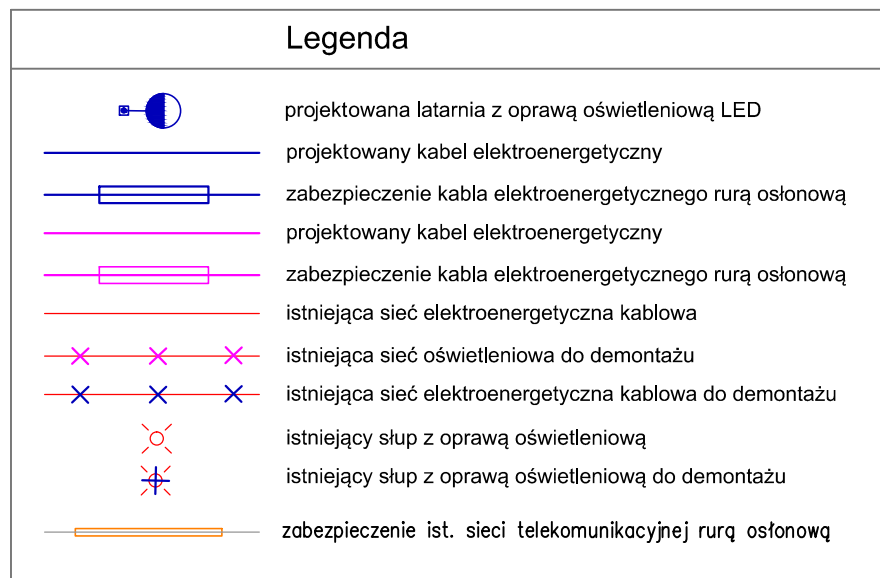 Legenda
projektowana latarnia z oprawą oświetleniową LED
projektowany kabel elektroenergetyczny
zabezpieczenie kabla elektroenergetycznego rurą osłonową
projektowany kabel elektroenergetyczny
zabezpieczenie kabla elektroenergetycznego rurą osłonową
istniejąca sieć elektroenergetyczna kablowa
istniejąca sieć oświetleniowa do demontażu
istniejąca sieć elektroenergetyczna kablowa do demontażu
istniejący słup z oprawą oświetleniową
istniejący słup z oprawą oświetleniową do demontażu
zabezpieczenie ist. sieci telekomunikacyjnej rurą osłonową